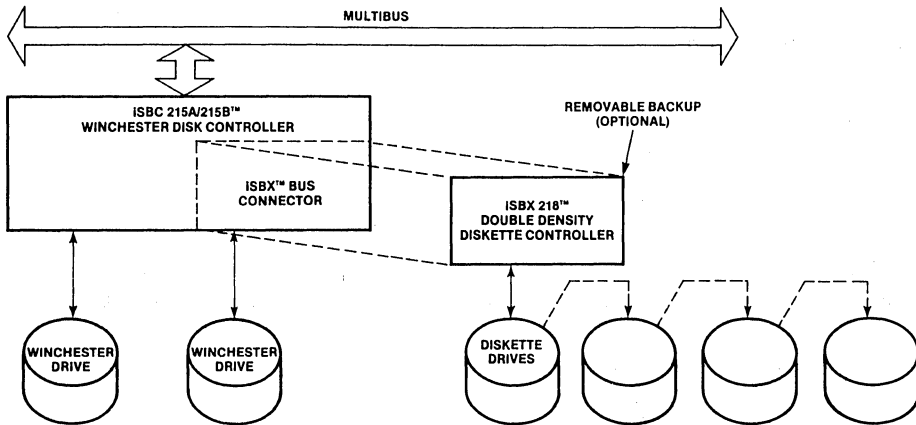 MULTIBUS
iSBC 215A/215B™
WINCHESTER DISK CONTROLLER
REMOVABLE BACKUP
(OPTIONAL)
iSBX™ BUS
CONNECTOR
iSBX 218™
DOUBLE DENSITY
DISKETTE CONTROLLER
WINCHESTER
DRIVE
WINCHESTER
DRIVE
DISKETTE
DRIVES